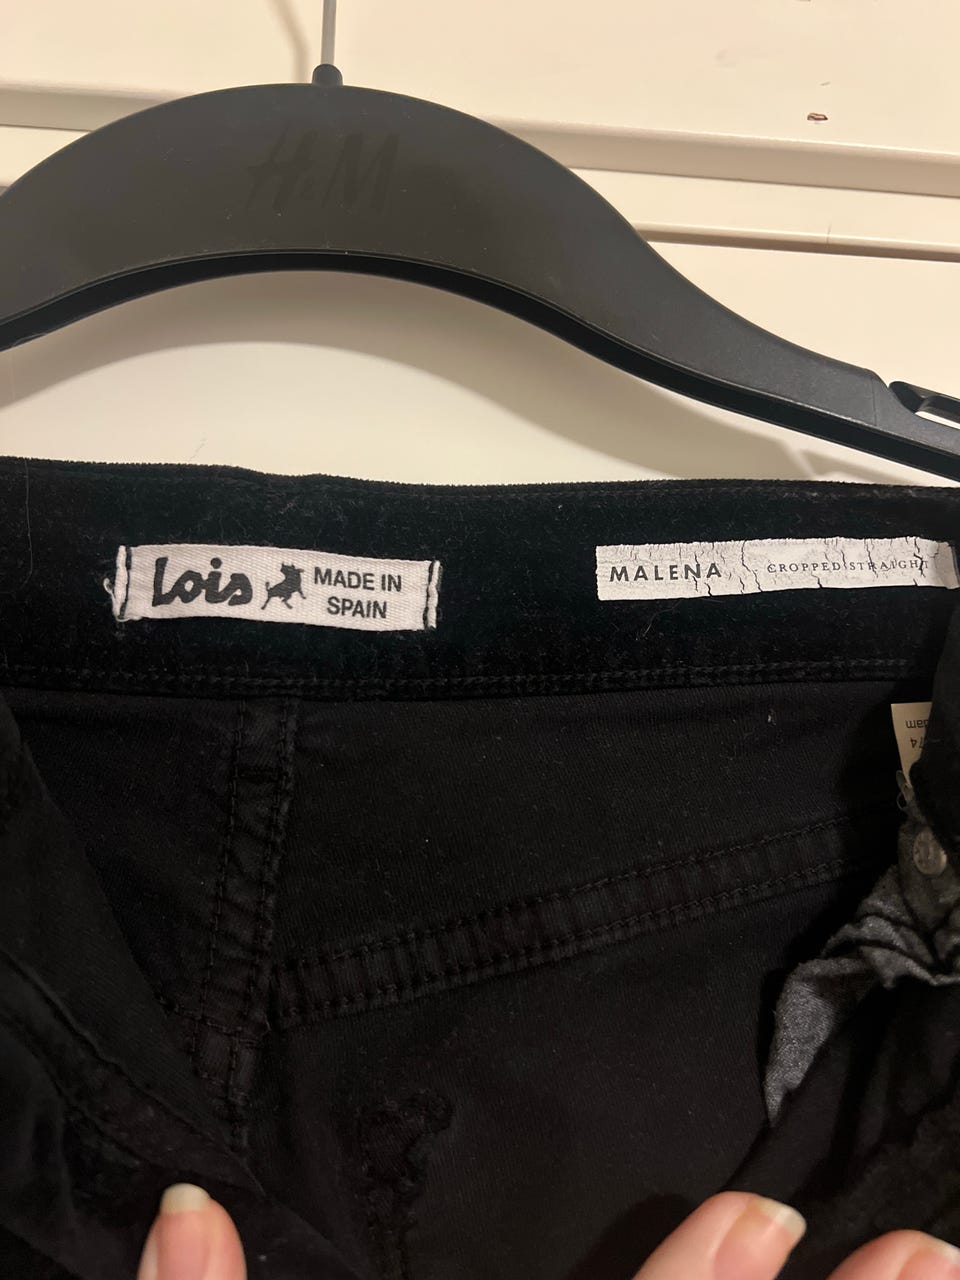 H&M
Lois MADE IN
SPAIN
MALENA CROPPED STRAIGHT